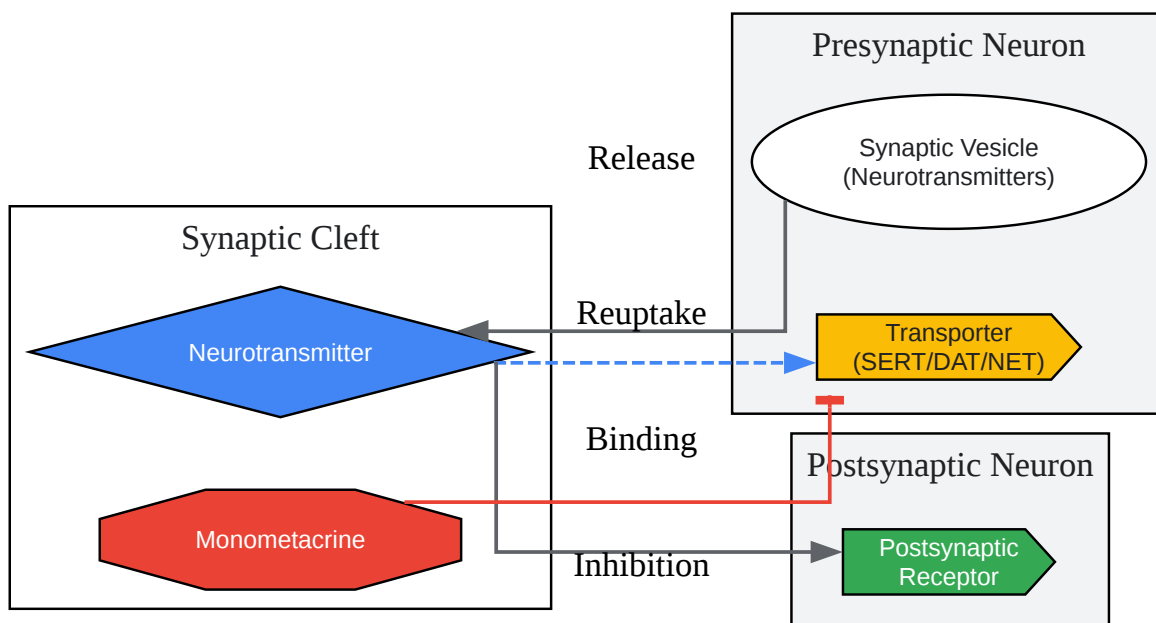 Presynaptic Neuron
Synaptic Vesicle
(Neurotransmitters)
Release
Synaptic Cleft
Reuptake
Transporter
(SERT/DAT/NET)
Neurotransmitter
Binding
Postsynaptic Neuron
Monometacrine
Inhibition
Postsynaptic
Receptor